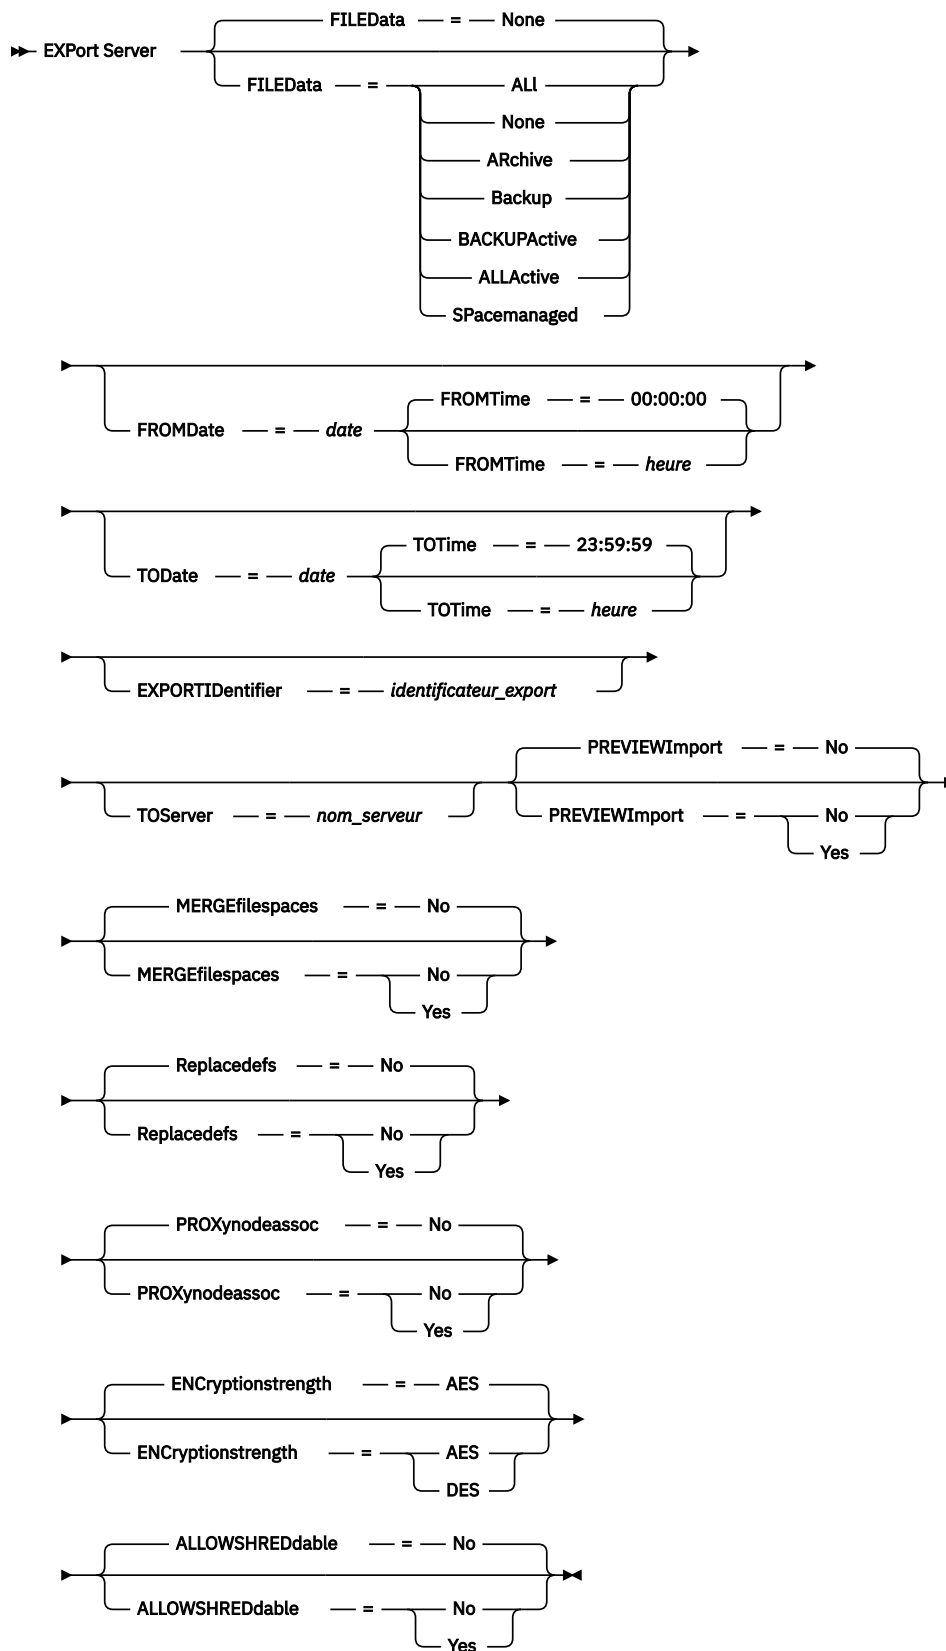 FILEData = None
EXPort Server
FILEData = ALl
None
ARchive
Backup
BACKUPActive
ALLActive
SPacemanaged
FROMTime = 00:00:00
FROMDate = date
FROMTime = heure
TOTime = 23:59:59
TODate = date
TOTime = heure
EXPORTIDentifier = identificateur_export
PREVIEWImport = No
TOServer = nom_serveur
PREVIEWImport = No
Yes
MERGEfilespaces = No
MERGEfilespaces = No
Yes
Replacedefs = No
Replacedefs = No
Yes
PROXynodeassoc = No
PROXynodeassoc = No
Yes
ENCryptionstrength = AES
ENCryptionstrength = AES
DES
ALLOWSHREDdable = No
ALLOWSHREDdable = No
Yes